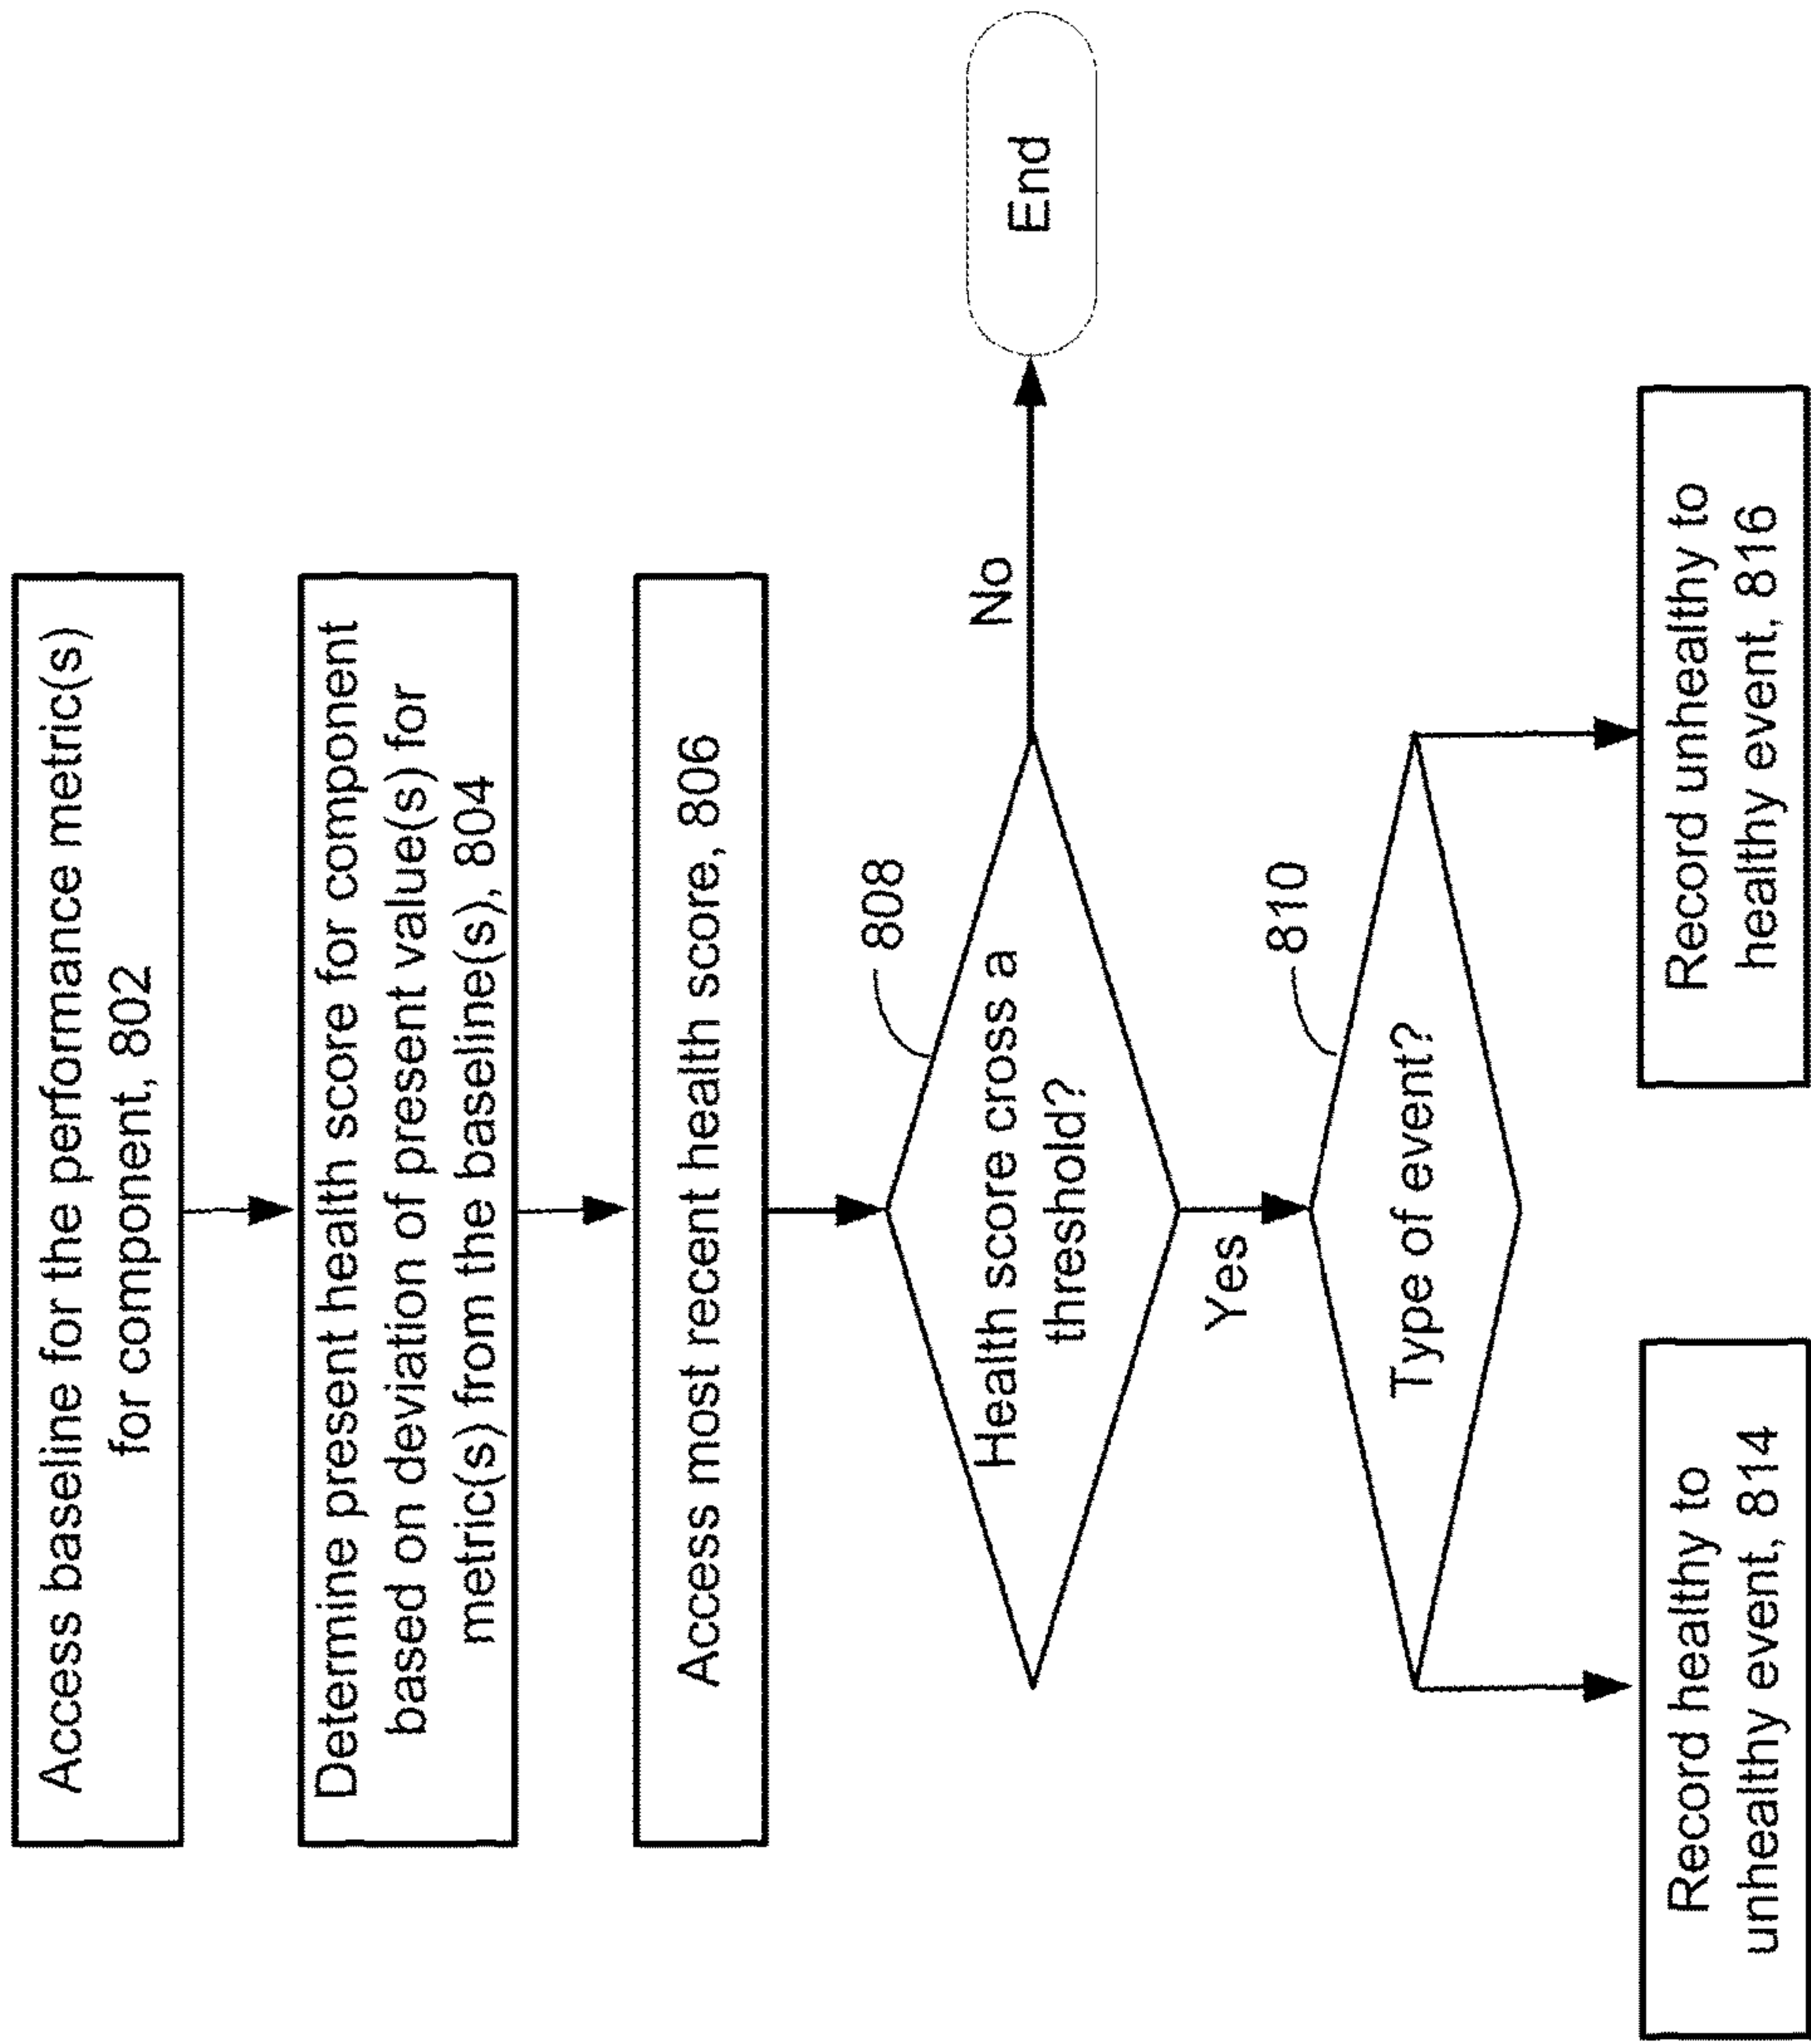 Access baseline for the performance metric(s)
for component, 802
Determine present health score for component
based on deviation of present value(s) for
metric(s) from the baseline(s), 804
Access most recent health score, 806
808
Health score cross a
threshold?
No
End
Yes
810
Type of event?
Record healthy to
unhealthy event, 814
Record unhealthy to
healthy event, 816